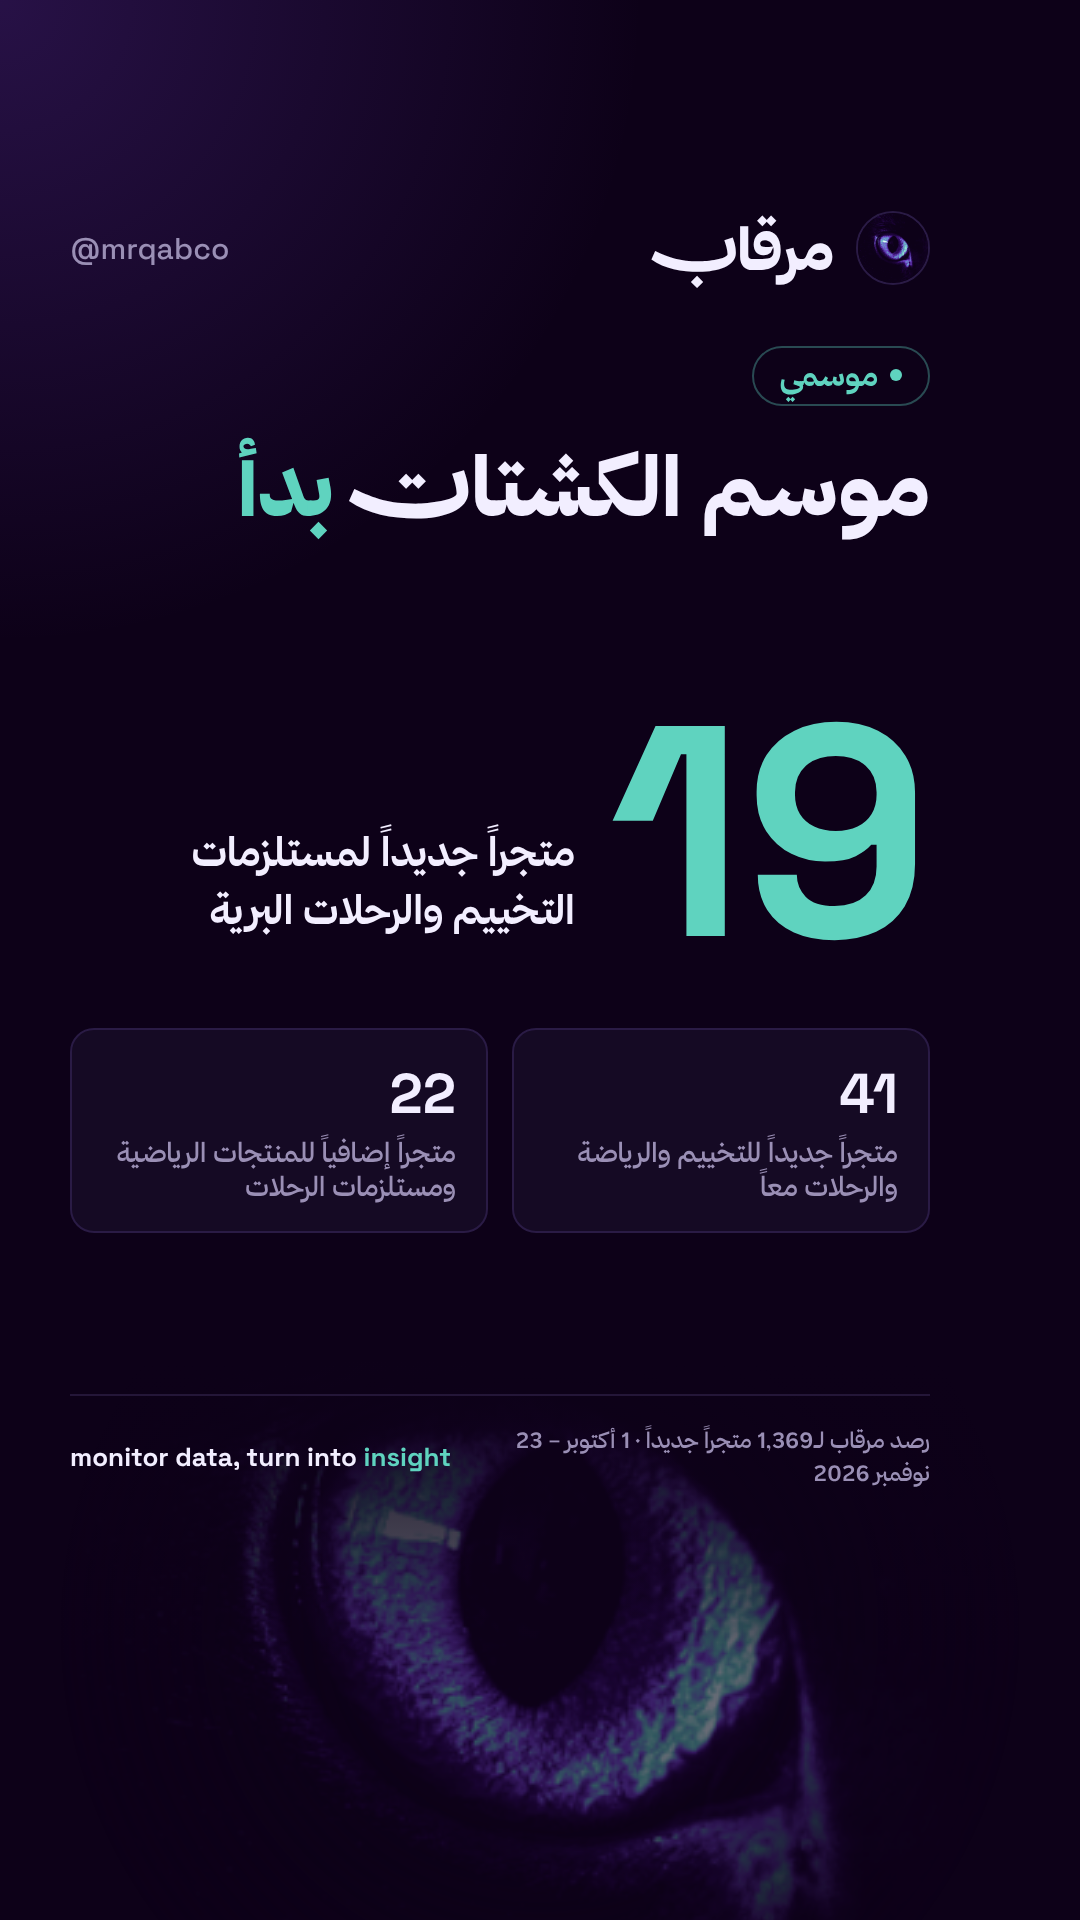 مرقاب
@mrqabco
موسمي
موسم الكشتات بدأ
19
متجراً جديداً لمستلزمات
التخييم والرحلات البرية
41
متجراً جديداً للتخييم والرياضة
والرحلات معاً
22
متجراً إضافياً للمنتجات الرياضية
ومستلزمات الرحلات
رصد مرقاب لـ1,369 متجراً جديداً · 1 أكتوبر – 23
نوفمبر 2026
monitor data, turn into insight